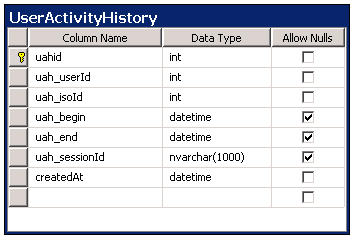 UserActivityHistory
Column Name Data Type Allow Nulls
uahid int
uah_userId int
uah_isoId int
uah_begin datetime
uah_end datetime
uah_sessionId nvarchar(1000)
createdAt datetime